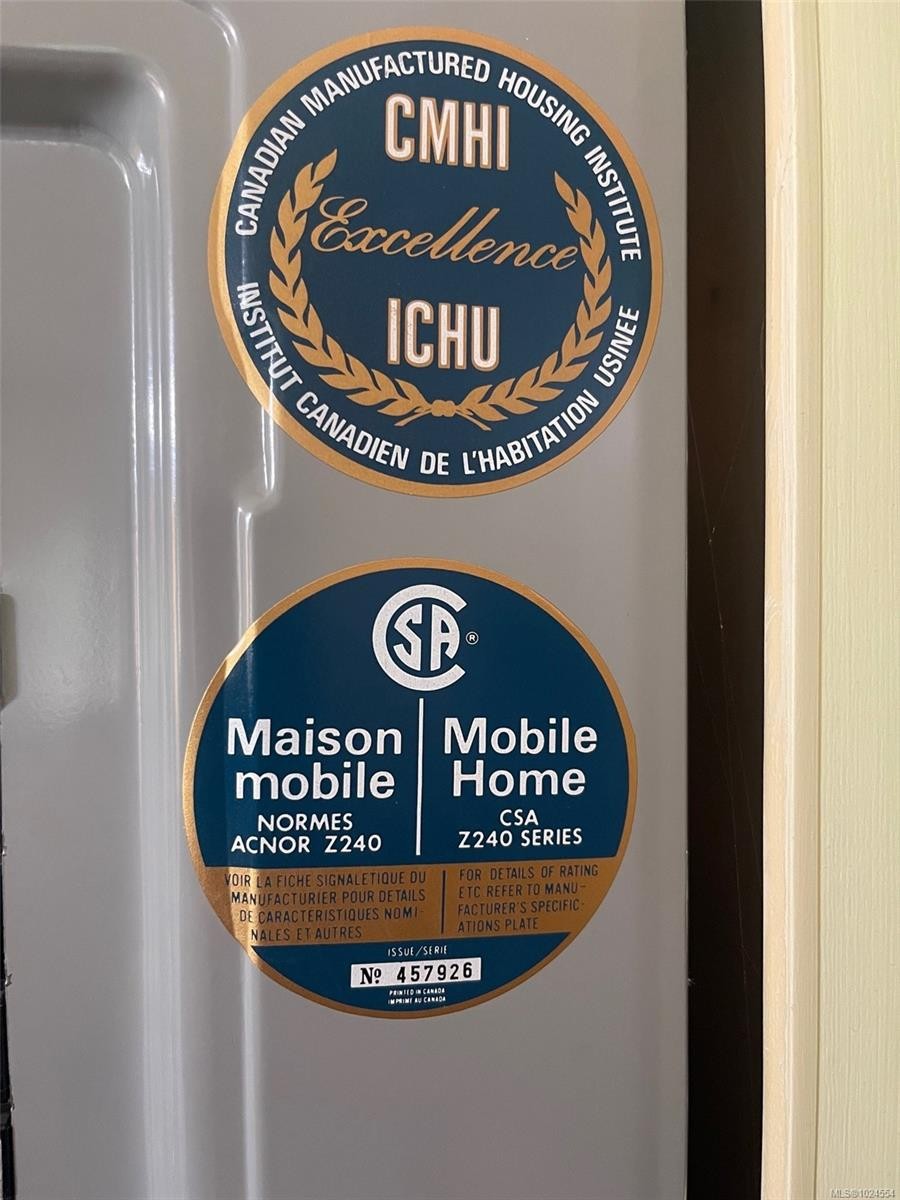 CANADIAN MANUFACTURED HOUSING INSTITUTE
CMHI
Excellence
ICHU
INSTITUT CANADIEN DE L'HABITATION USINEE
CSA ®
Maison
mobile
NORMES
ACNOR Z240
Mobile
Home
CSA
Z240 SERIES
VOIR LA FICHE SIGNALETIQUE DU
MANUFACTURIER POUR DETAILS
DE CARACTERISTIQUES NOMI-
NALES ET AUTRES
FOR DETAILS OF RATING
ETC REFER TO MANU-
FACTURER'S SPECIFIC-
ATIONS PLATE
ISSUE/SERIE
Nº 457926
PRINTED IN CANADA
IMPRIME AU CANADA
MLS®1024554